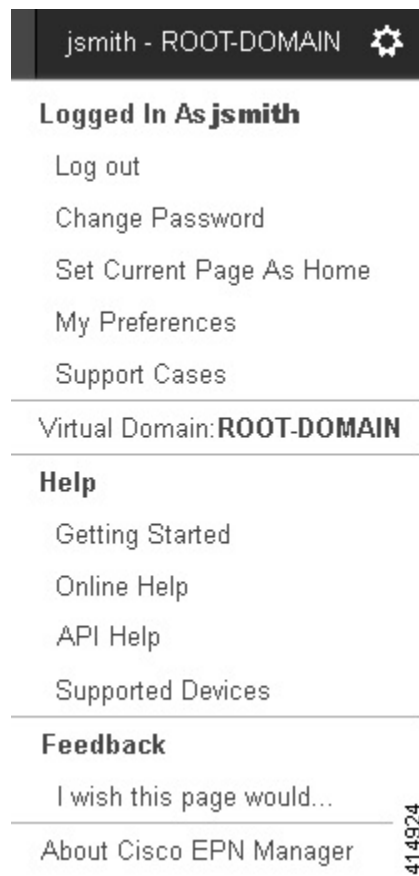 jsmith - ROOT-DOMAIN
Logged In As jsmith
Log out
Change Password
Set Current Page As Home
My Preferences
Support Cases
Virtual Domain: ROOT-DOMAIN
Help
Getting Started
Online Help
API Help
Supported Devices
Feedback
I wish this page would...
About Cisco EPN Manager
414924